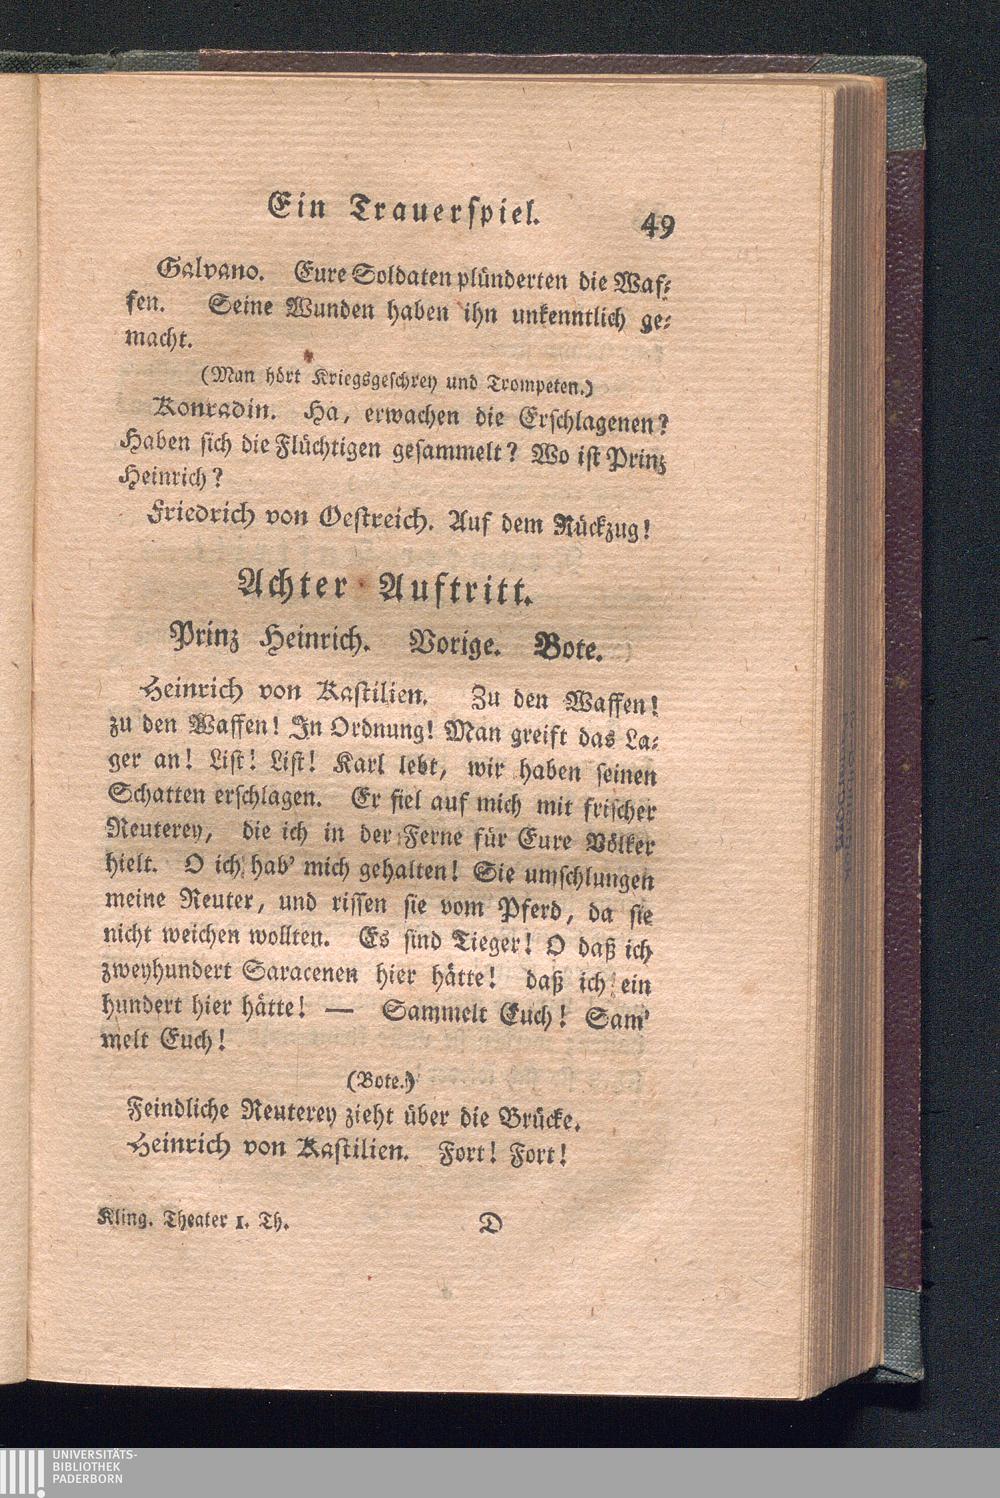 Ein Trauerspiel. 49
Galvano. Eure Soldaten plünderten die Waf⸗
fen. Seine Wunden haben ihn unkenntlich ge⸗
macht.
(Man hört Kriegsgeschrey und Trompeten.)
Konradin. Ha, erwachen die Erschlagenen?
Haben sich die Flüchtigen gesammelt? Wo ist Prinz
Heinrich?
Friedrich von Oestreich. Auf dem Rückzug!
Achter Auftritt.
Prinz Heinrich. Vorige. Bote.
Heinrich von Kastilien. Zu den Waffen!
zu den Waffen! In Ordnung! Man greift das La⸗
ger an! List! List! Karl lebt, wir haben seinen
Schatten erschlagen. Er fiel auf mich mit frischer
Reuterey, die ich in der Ferne für Eure Völker
hielt. O ich hab' mich gehalten! Sie umschlungen
meine Reuter, und rissen sie vom Pferd, da sie
nicht weichen wollten. Es sind Tieger! O daß ich
zweyhundert Saracenen hier hätte! daß ich ein
hundert hier hätte! — Sammelt Euch! Sam'
melt Euch!
(Bote.)
Feindliche Reuterey zieht über die Brücke.
Heinrich von Kastilien. Fort! Fort!
Kling. Theater 1. Th. D
UNIVERSITÄTS-
BIBLIOTHEK
PADERBORN